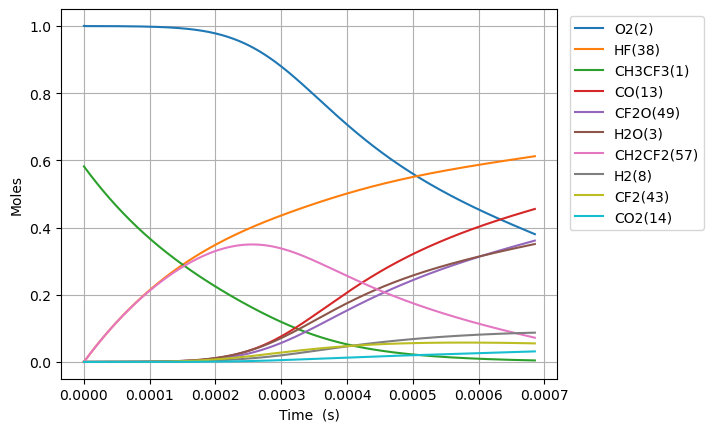 1.0
0.8
0.6
0.4
0.2
0.0
Moles
0.0000 0.0001 0.0002 0.0003 0.0004 0.0005 0.0006 0.0007
Time (s)
O2(2)
HF(38)
CH3CF3(1)
CO(13)
CF2O(49)
H2O(3)
CH2CF2(57)
H2(8)
CF2(43)
CO2(14)